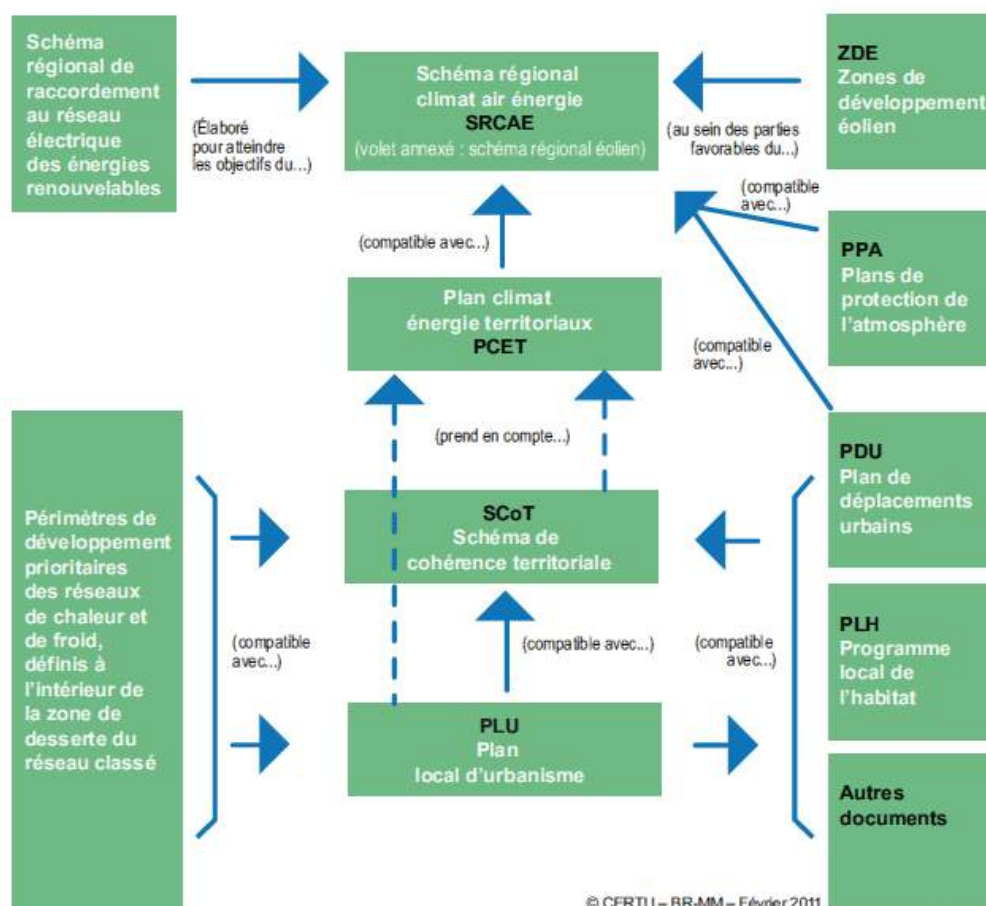 Schéma
régional de
raccordement
au réseau
électrique
des énergies
renouvelables
(Élaboré
pour atteindre
les objectifs du...)
Schéma régional
climat air énergie
SRCAE
(volet annexé : schéma régional éolien)
(au sein des parties
favorables du...)
ZDE
Zones de
développement
éolien
(compatible avec...)
(compatible
avec...)
PPA
Plans de
protection de
l'atmosphère
Plan climat
énergie territoriaux
PCET
(compatible
avec...)
(prend en compte...)
PDU
Plan de
déplacements
urbains
Périmètres de
développement
prioritaires
des réseaux
de chaleur et
de froid,
définis à
l'intérieur de
la zone de
desserte du
réseau classé
SCoT
Schéma de
cohérence territoriale
(compatible
avec...)
(compatible avec...)
(compatible
avec...)
PLH
Programme
local de
l'habitat
PLU
Plan
local d'urbanisme
Autres
documents
© CERTU – BR-MM – Février 2011